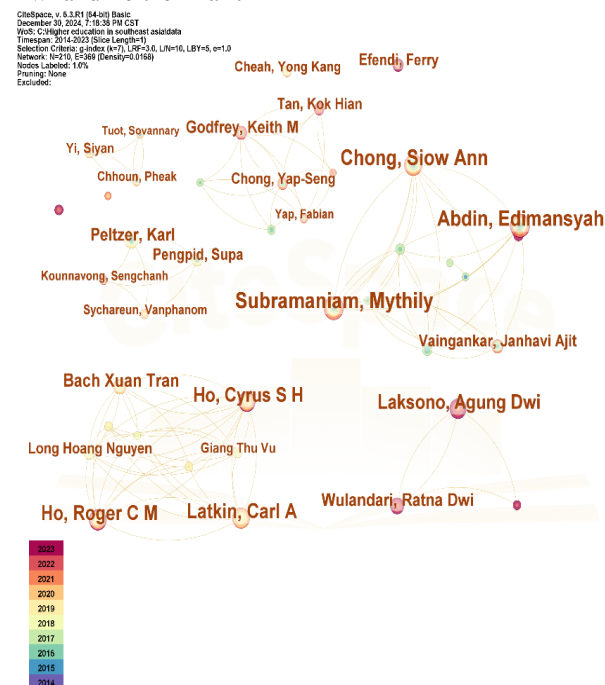 CiteSpace, v. 6.3.R1 (64-bit) Basic
December 30, 2024, 7:18:38 PM CST
WoS: C:\Higher education in southeast asia\data
Timespan: 2014-2023 (Slice Length=1)
Selection Criteria: g-index (k=7), LRF=3.0, L/N=10, LBY=5, e=1.0
Network: N=210, E=369 (Density=0.0168)
Nodes Labeled: 1.0%
Pruning: None
Excluded:
Cheah, Yong Kang
Efendi, Ferry
Tan, Kok Hian
Godfrey, Keith M
Tuot, Sovannary
Yi, Siyan
Chong, Siow Ann
Chhoun, Pheak
Chong, Yap-Seng
Yap, Fabian
Abdin, Edimansyah
Peltzer, Karl
Pengpid, Supa
Kounnavong, Sengchanh
Subramaniam, Mythily
Sychareun, Vanphanom
Vaingankar, Janhavi Ajit
Bach Xuan Tran
Ho, Cyrus S H
Laksono, Agung Dwi
Long Hoang Nguyen
Giang Thu Vu
Wulandari, Ratna Dwi
Ho, Roger C M
Latkin, Carl A
CiteSpace
2023
2022
2021
2020
2019
2018
2017
2016
2015
2014